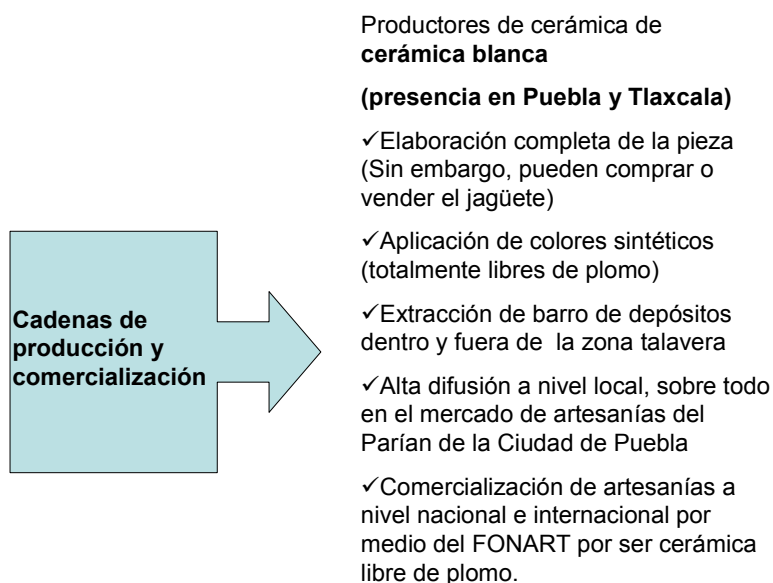 Productores de cerámica de
cerámica blanca
(presencia en Puebla y Tlaxcala)
✓Elaboración completa de la pieza
(Sin embargo, pueden comprar o
vender el jagüete)
✓Aplicación de colores sintéticos
(totalmente libres de plomo)
✓Extracción de barro de depósitos
dentro y fuera de la zona talavera
✓Alta difusión a nivel local, sobre todo
en el mercado de artesanías del
Parían de la Ciudad de Puebla
✓Comercialización de artesanías a
nivel nacional e internacional por
medio del FONART por ser cerámica
libre de plomo.
Cadenas de
producción y
comercialización